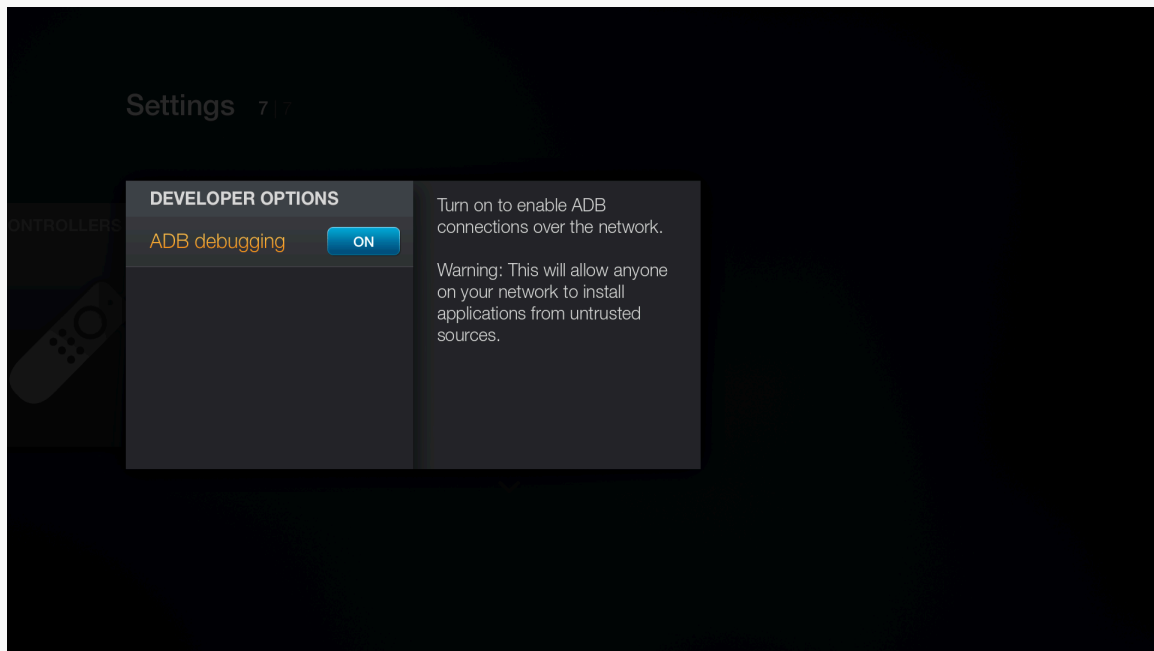 Settings 7 | 7
DEVELOPER OPTIONS
ONTROLLERS
ADB debugging ON
Turn on to enable ADB
connections over the network.
Warning: This will allow anyone
on your network to install
applications from untrusted
sources.